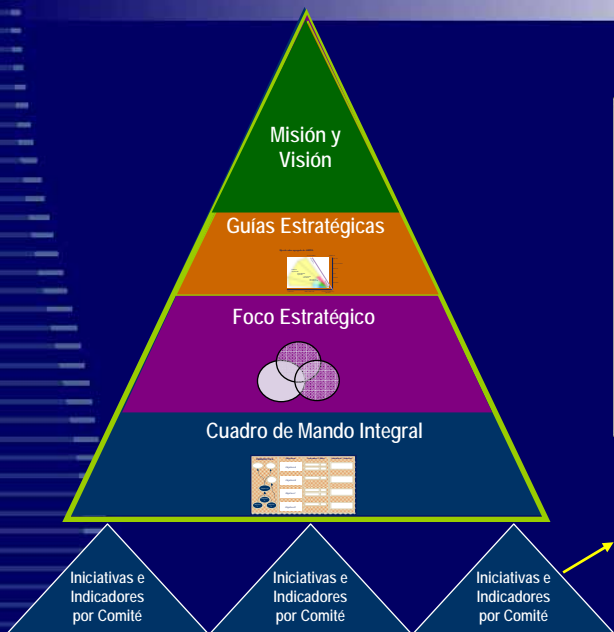 Misión y
Visión
Guías Estratégicas
Foco Estratégico
Cuadro de Mando Integral
Iniciativas e
Indicadores
por Comité
Iniciativas e
Indicadores
por Comité
Iniciativas e
Indicadores
por Comité